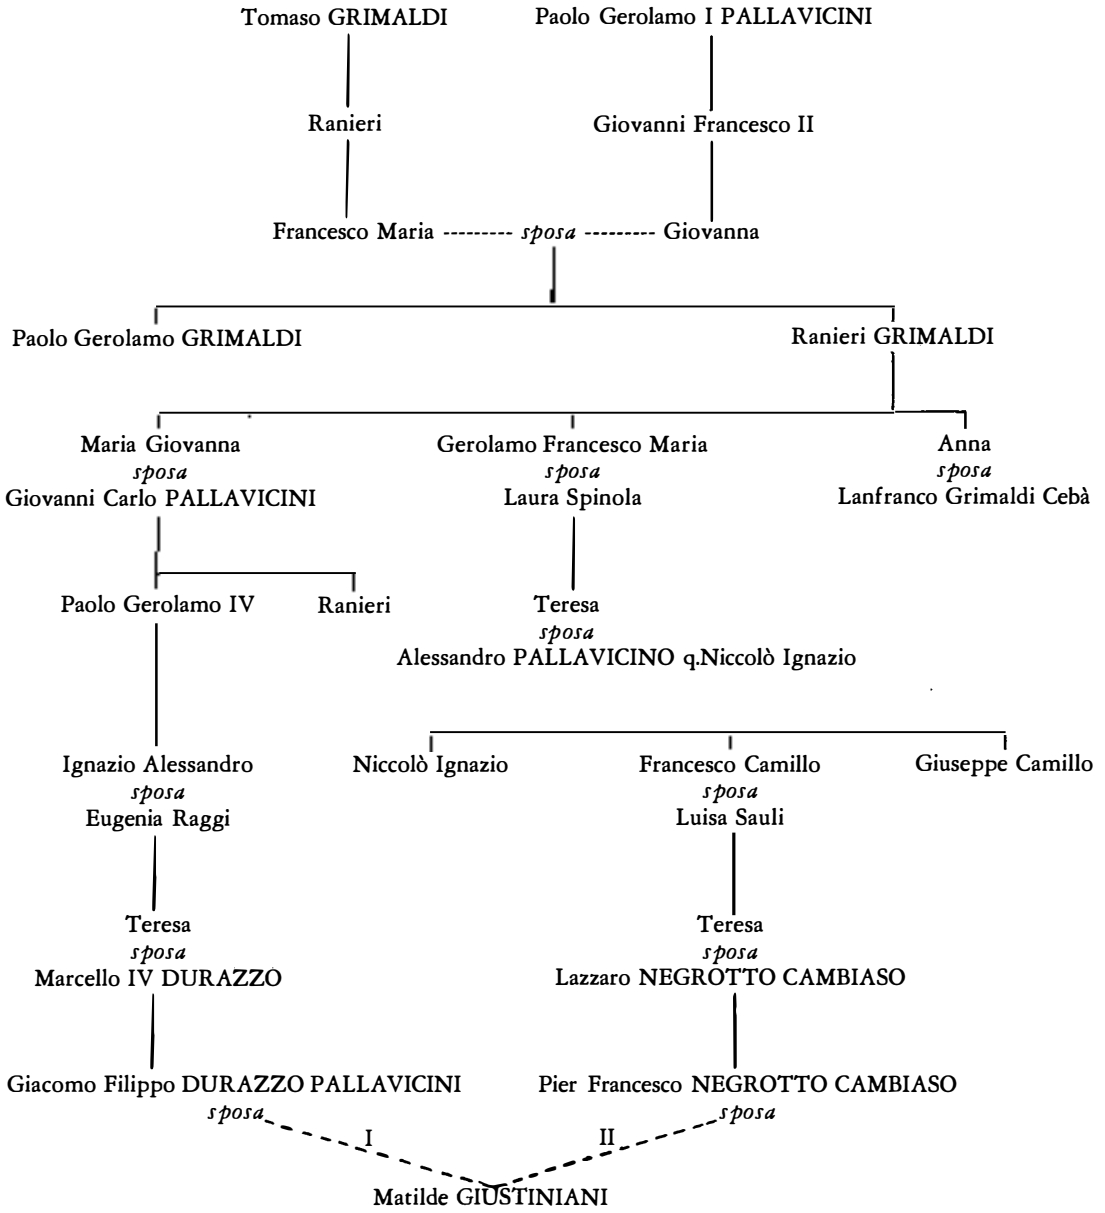 Tomaso GRIMALDI Paolo Gerolamo I PALLAVICINI
Ranieri Giovanni Francesco II
Francesco Maria --------- sposa --------- Giovanna
Paolo Gerolamo GRIMALDI Ranieri GRIMALDI
Maria Giovanna Gerolamo Francesco Maria Anna
sposa sposa sposa
Giovanni Carlo PALLAVICINI Laura Spinola Lanfranco Grimaldi Cebà
Paolo Gerolamo IV Ranieri Teresa
sposa
Alessandro PALLAVICINO q.Niccolò Ignazio
Ignazio Alessandro Niccolò Ignazio Francesco Camillo Giuseppe Camillo
sposa sposa
Eugenia Raggi Luisa Sauli
Teresa Teresa
sposa sposa
Marcello IV DURAZZO Lazzaro NEGROTTO CAMBIASO
Giacomo Filippo DURAZZO PALLAVICINI Pier Francesco NEGROTTO CAMBIASO
sposa sposa
I II
Matilde GIUSTINIANI